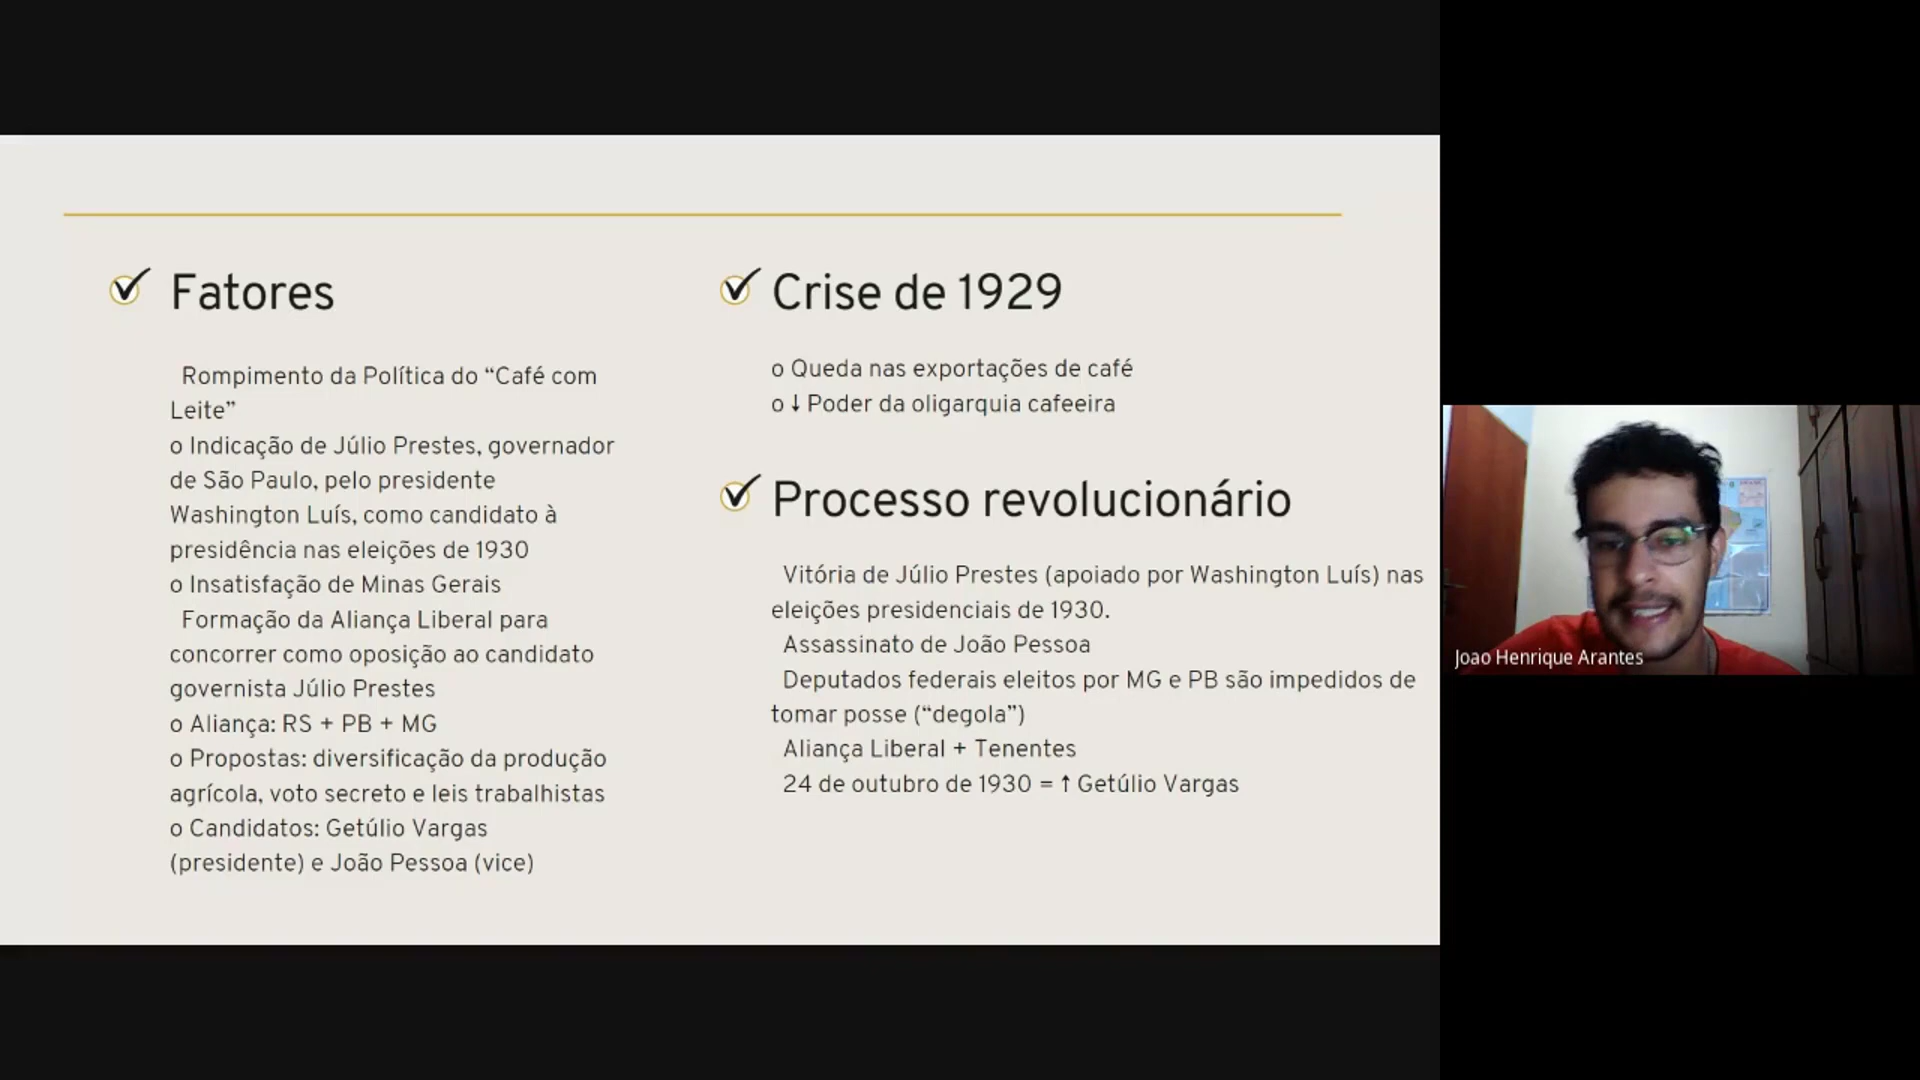 Fatores
Rompimento da Política do “Café com
Leite”
o Indicação de Júlio Prestes, governador
de São Paulo, pelo presidente
Washington Luís, como candidato à
presidência nas eleições de 1930
o Insatisfação de Minas Gerais
Formação da Aliança Liberal para
concorrer como oposição ao candidato
governista Júlio Prestes
o Aliança: RS + PB + MG
o Propostas: diversificação da produção
agrícola, voto secreto e leis trabalhistas
o Candidatos: Getúlio Vargas
(presidente) e João Pessoa (vice)
Crise de 1929
o Queda nas exportações de café
o ↓ Poder da oligarquia cafeeira
Processo revolucionário
Vitória de Júlio Prestes (apoiado por Washington Luís) nas
eleições presidenciais de 1930.
Assassinato de João Pessoa
Deputados federais eleitos por MG e PB são impedidos de
tomar posse (“degola”)
Aliança Liberal + Tenentes
24 de outubro de 1930 = ↑ Getúlio Vargas
Joao Henrique Arantes